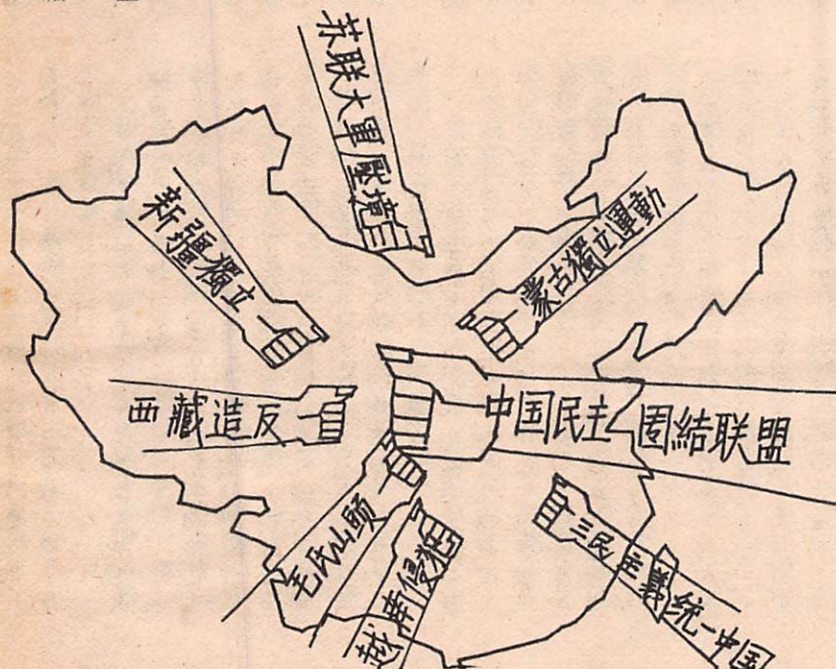 苏联大軍壓境
新疆獨立
蒙古獨立運動
西藏造反
中国民主团結联盟
毛氏山頭
越南侵犯
三民主義統一中国